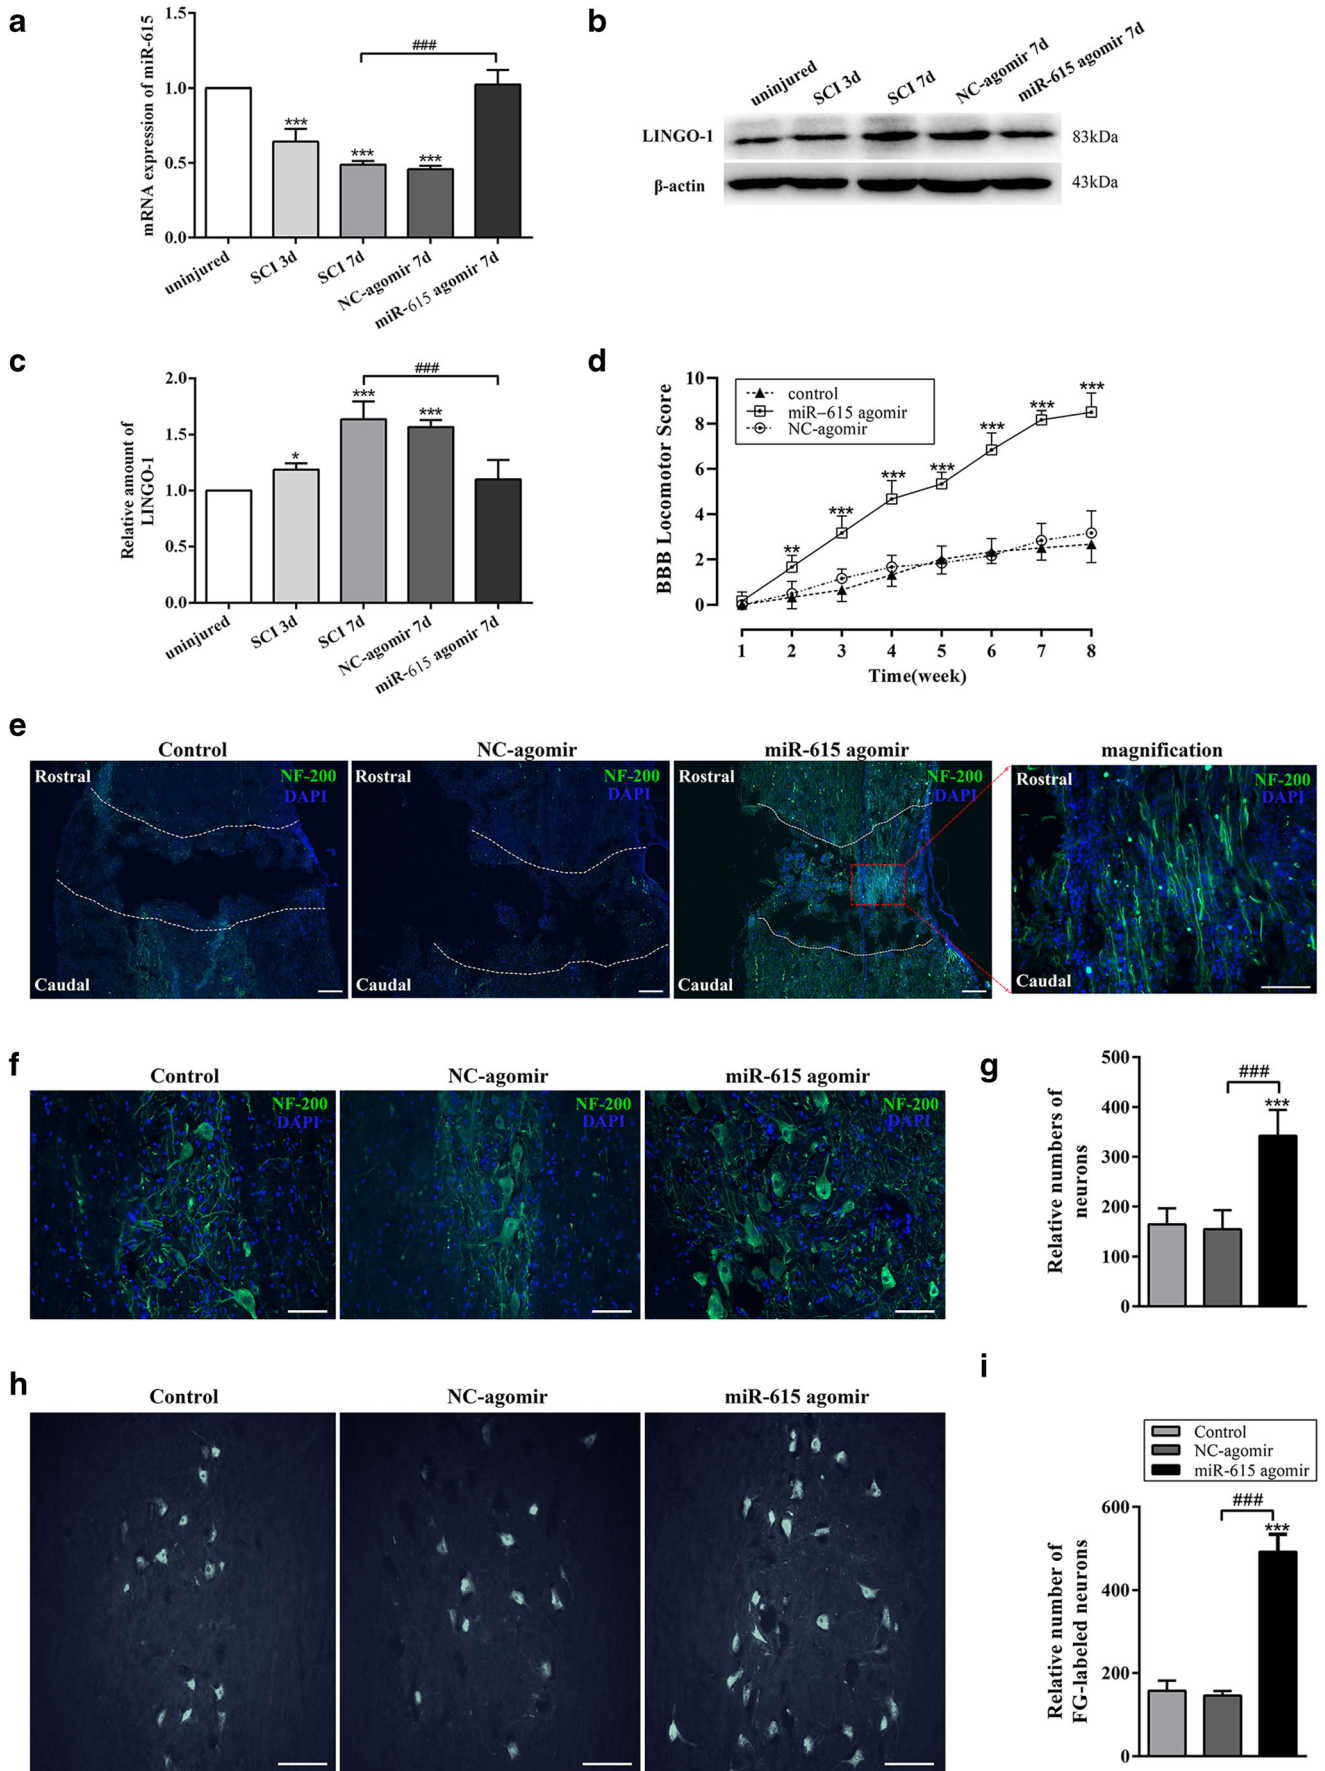 a
mRNA expression of miR-615
1.5
1.0
0.5
0.0
***
***
***
###
uninjured
SCI 3d
SCI 7d
NC-agomir 7d
miR-615 agomir 7d
b
uninjured
SCI 3d
SCI 7d
NC-agomir 7d
miR-615 agomir 7d
LINGO-1
83kDa
β-actin
43kDa
c
Relative amount of
LINGO-1
2.0
1.5
1.0
0.5
0.0
*
***
***
###
uninjured
SCI 3d
SCI 7d
NC-agomir 7d
miR-615 agomir 7d
d
BBB Locomotor Score
10
8
6
4
2
0
control
miR-615 agomir
NC-agomir
**
***
***
***
***
***
***
1 2 3 4 5 6 7 8
Time(week)
e
Control
NC-agomir
miR-615 agomir
magnification
Rostral
NF-200
DAPI
Caudal
Rostral
NF-200
DAPI
Caudal
Rostral
NF-200
DAPI
Caudal
Rostral
NF-200
DAPI
Caudal
f
Control
NC-agomir
miR-615 agomir
NF-200
DAPI
NF-200
DAPI
NF-200
DAPI
g
Relative numbers of
neurons
500
400
300
200
100
0
###
***
h
Control
NC-agomir
miR-615 agomir
i
Control
NC-agomir
miR-615 agomir
Relative number of
FG-labeled neurons
600
400
200
0
###
***